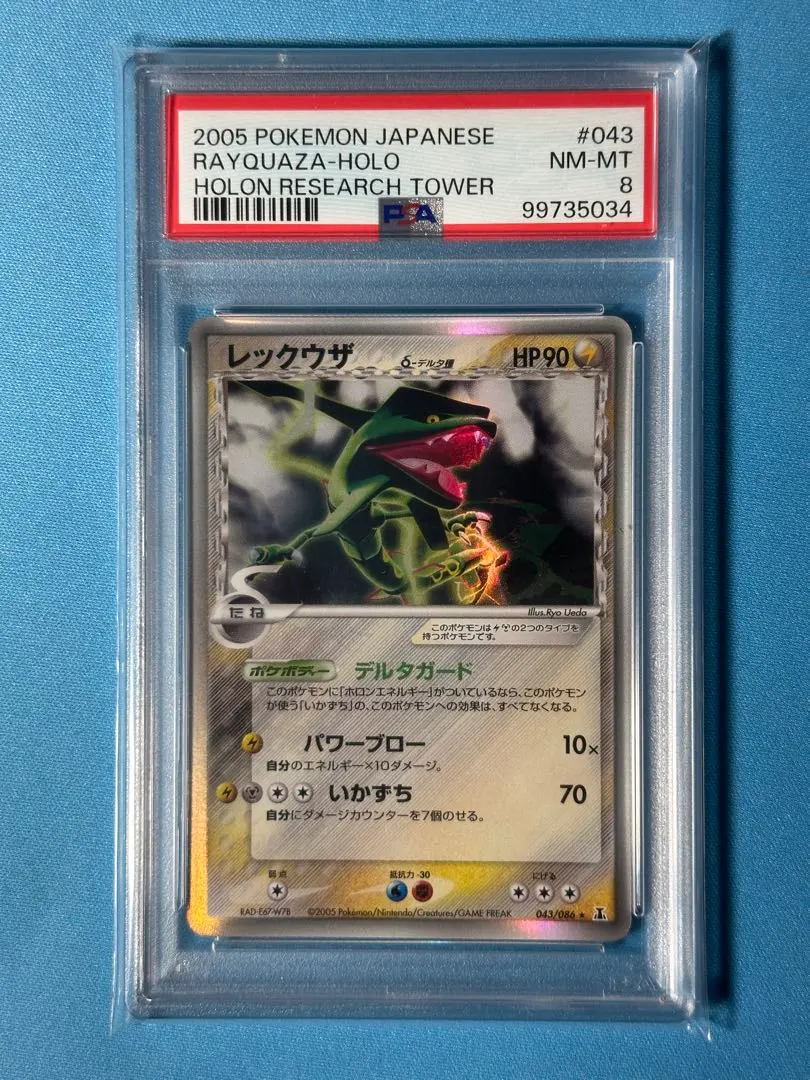 2005 POKEMON JAPANESE #043
RAYQUAZA-HOLO NM-MT
HOLON RESEARCH TOWER 8
PSA 99735034
レックウザ δ-デルタ種 HP90
たね
Illus.Ryo Ueda
このポケモンは の2つのタイプを
持つポケモンです。
ポケボディー デルタガード
このポケモンに「ホロンエネルギー」がついているなら、このポケモン
が使う「いかずち」の、このポケモンへの効果は、すべてなくなる。
パワーブロー 10×
自分のエネルギー×10ダメージ。
いかずち 70
自分にダメージカウンターを7個のせる。
弱点 抵抗力 -30 にげる
RAD-E67-W7B ©2005 Pokémon/Nintendo/Creatures/GAME FREAK 043/086 ★